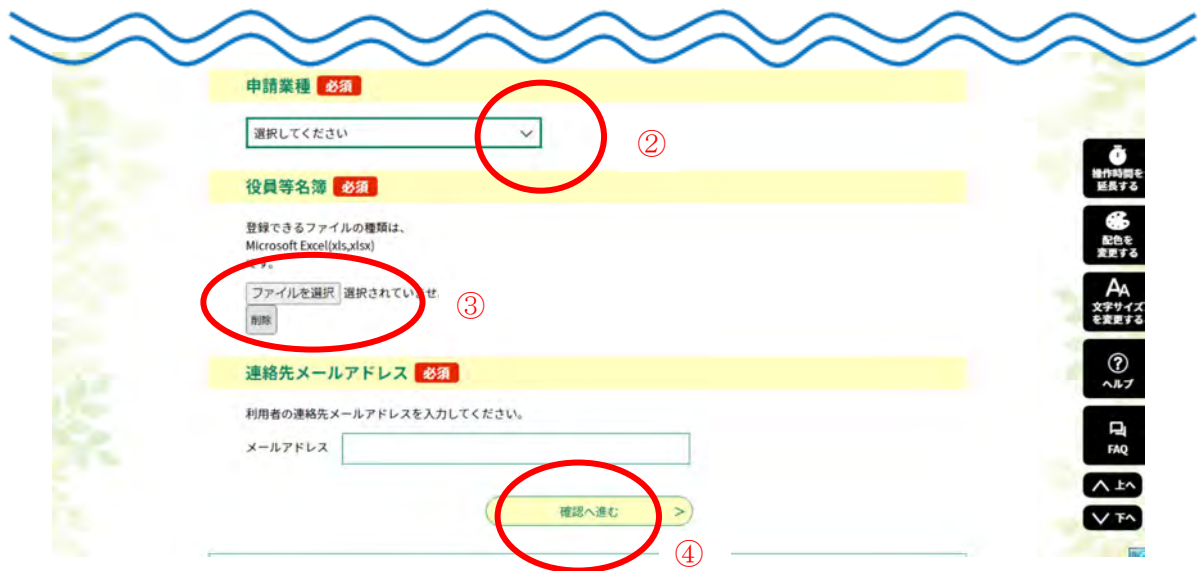 申請業種 必須
選択してください
②
役員等名簿 必須
登録できるファイルの種類は、
Microsoft Excel(xls,xlsx)
です。
ファイルを選択 選択されていませ
③
削除
連絡先メールアドレス 必須
利用者の連絡先メールアドレスを入力してください。
メールアドレス
確認へ進む >
④
操作時間を
延長する
配色を
変更する
AA
文字サイズ
を変更する
?
ヘルプ
FAQ
上へ
下へ